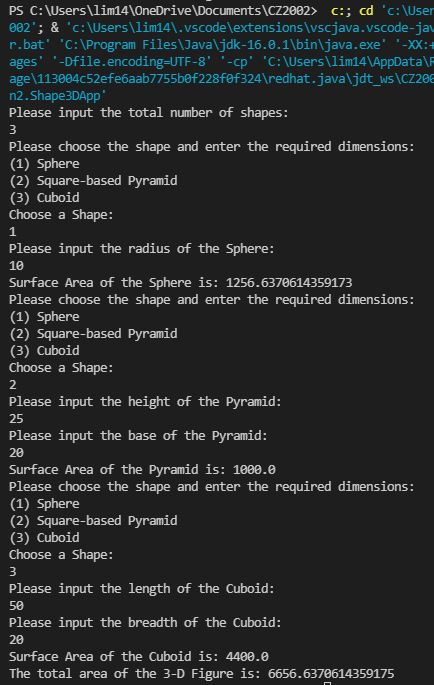 PS C:\Users\lim14\OneDrive\Documents\CZ2002>  c:; cd 'c:\User
002'; & 'c:\Users\lim14\.vscode\extensions\vscjava.vscode-jav
r.bat' 'C:\Program Files\Java\jdk-16.0.1\bin\java.exe' '-XX:+
ages' '-Dfile.encoding=UTF-8' '-cp' 'C:\Users\lim14\AppData\R
age\113004c52efe6aab7755b0f228f0f324\redhat.java\jdt_ws\CZ200
n2.Shape3DApp'
Please input the total number of shapes:
3
Please choose the shape and enter the required dimensions:
(1) Sphere
(2) Square-based Pyramid
(3) Cuboid
Choose a Shape:
1
Please input the radius of the Sphere:
10
Surface Area of the Sphere is: 1256.6370614359173
Please choose the shape and enter the required dimensions:
(1) Sphere
(2) Square-based Pyramid
(3) Cuboid
Choose a Shape:
2
Please input the height of the Pyramid:
25
Please input the base of the Pyramid:
20
Surface Area of the Pyramid is: 1000.0
Please choose the shape and enter the required dimensions:
(1) Sphere
(2) Square-based Pyramid
(3) Cuboid
Choose a Shape:
3
Please input the length of the Cuboid:
50
Please input the breadth of the Cuboid:
20
Surface Area of the Cuboid is: 4400.0
The total area of the 3-D Figure is: 6656.6370614359175